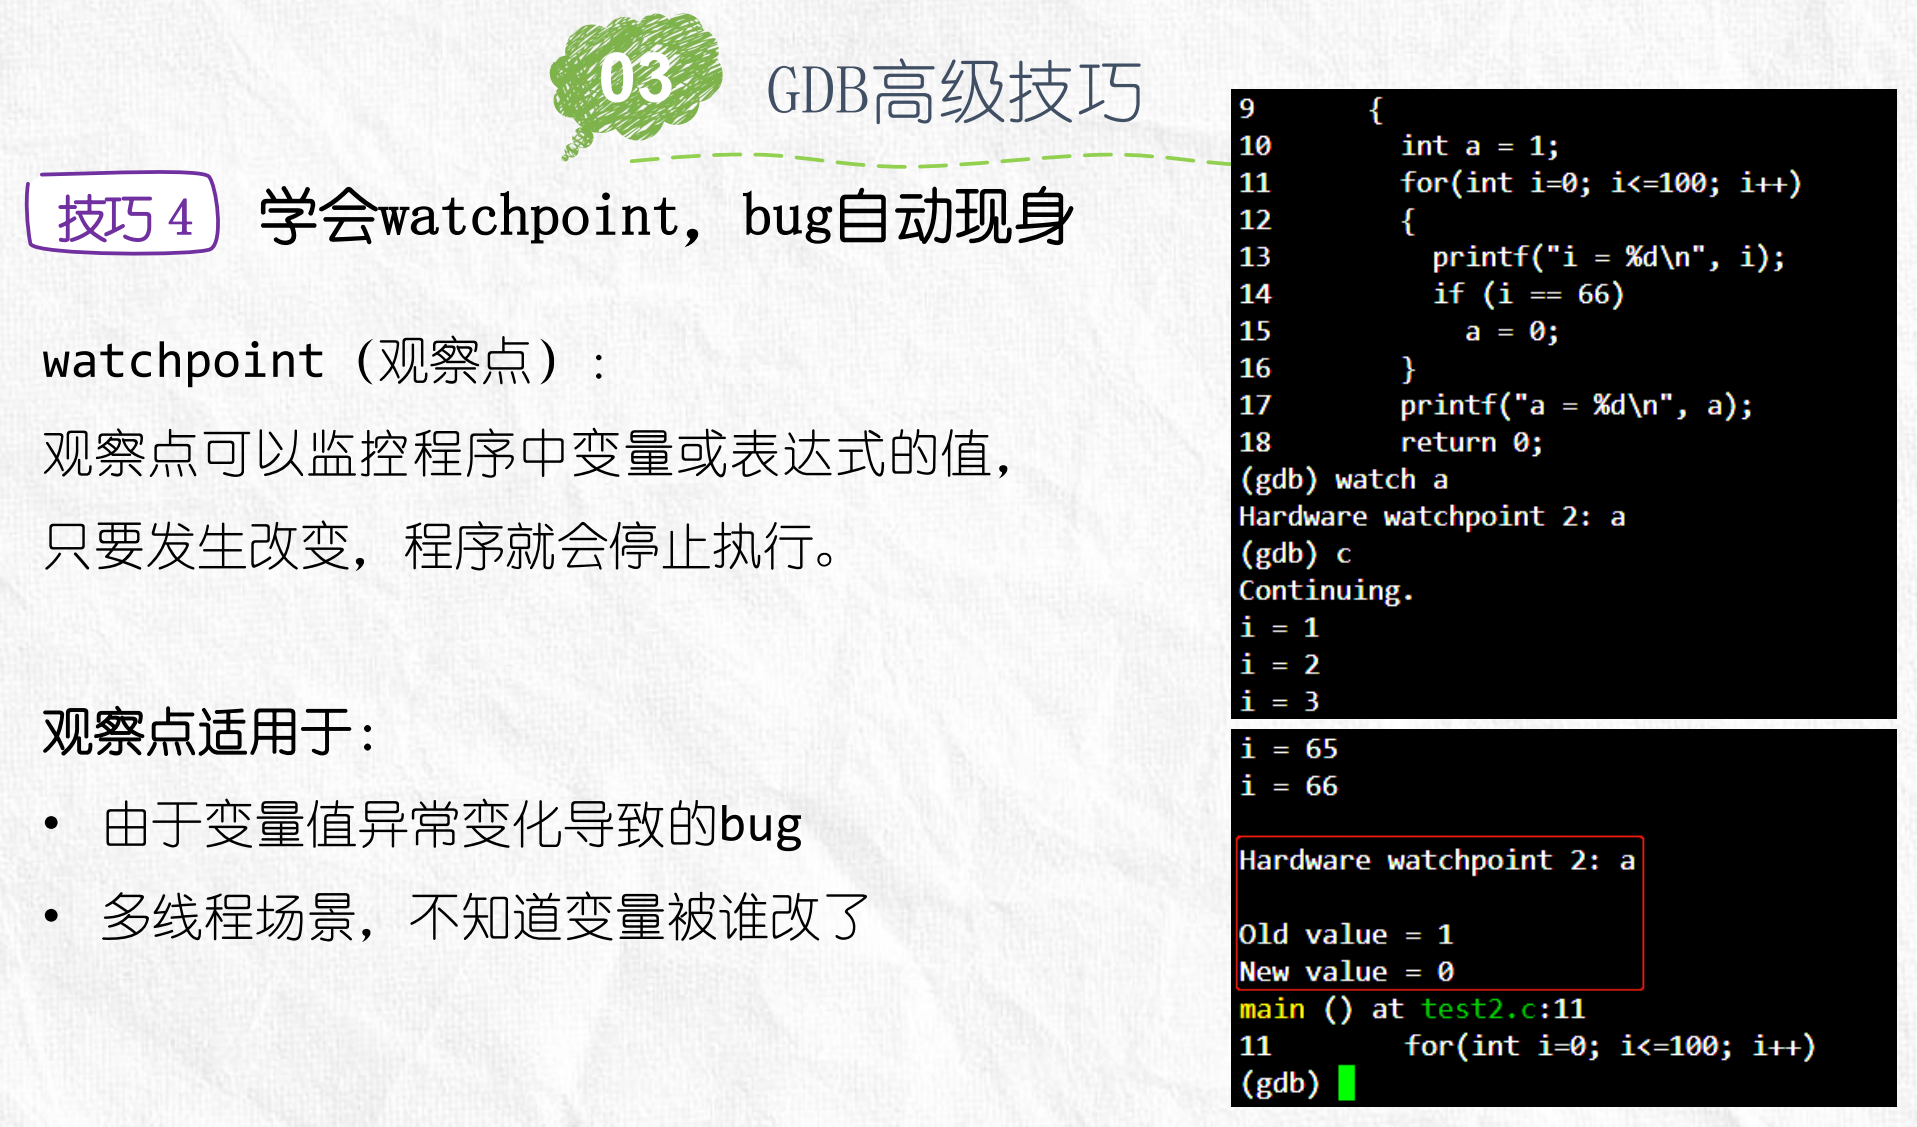 03
GDB高级技巧
技巧4
学会watchpoint，bug自动现身
watchpoint（观察点）：
观察点可以监控程序中变量或表达式的值，
只要发生改变，程序就会停止执行。
观察点适用于：
• 由于变量值异常变化导致的bug
• 多线程场景，不知道变量被谁改了
9 {
10 int a = 1;
11 for(int i=0; i<=100; i++)
12 {
13 printf("i = %d\n", i);
14 if (i == 66)
15 a = 0;
16 }
17 printf("a = %d\n", a);
18 return 0;
(gdb) watch a
Hardware watchpoint 2: a
(gdb) c
Continuing.
i = 1
i = 2
i = 3
i = 65
i = 66
Hardware watchpoint 2: a
Old value = 1
New value = 0
main () at test2.c:11
11 for(int i=0; i<=100; i++)
(gdb)